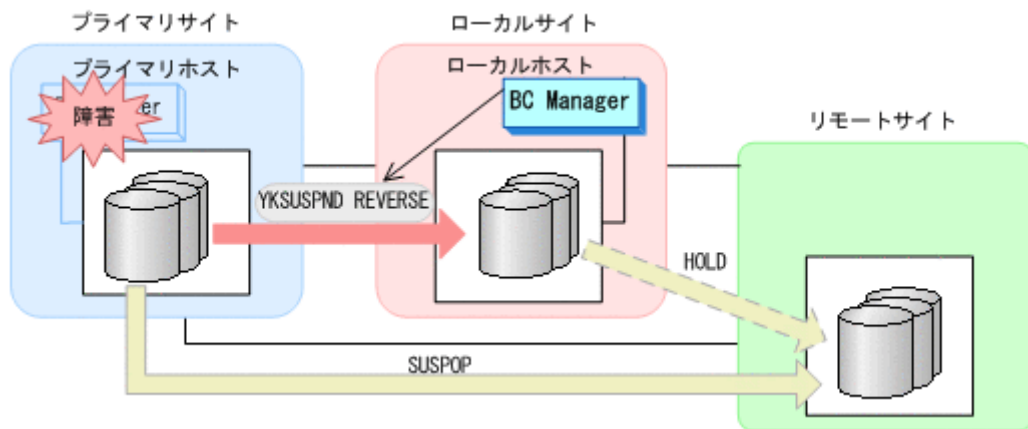 プライマリサイト
ローカルサイト
プライマリホスト
ローカルホスト
障害
BC Manager
リモートサイト
YKSUSPND REVERSE
HOLD
SUSPOP